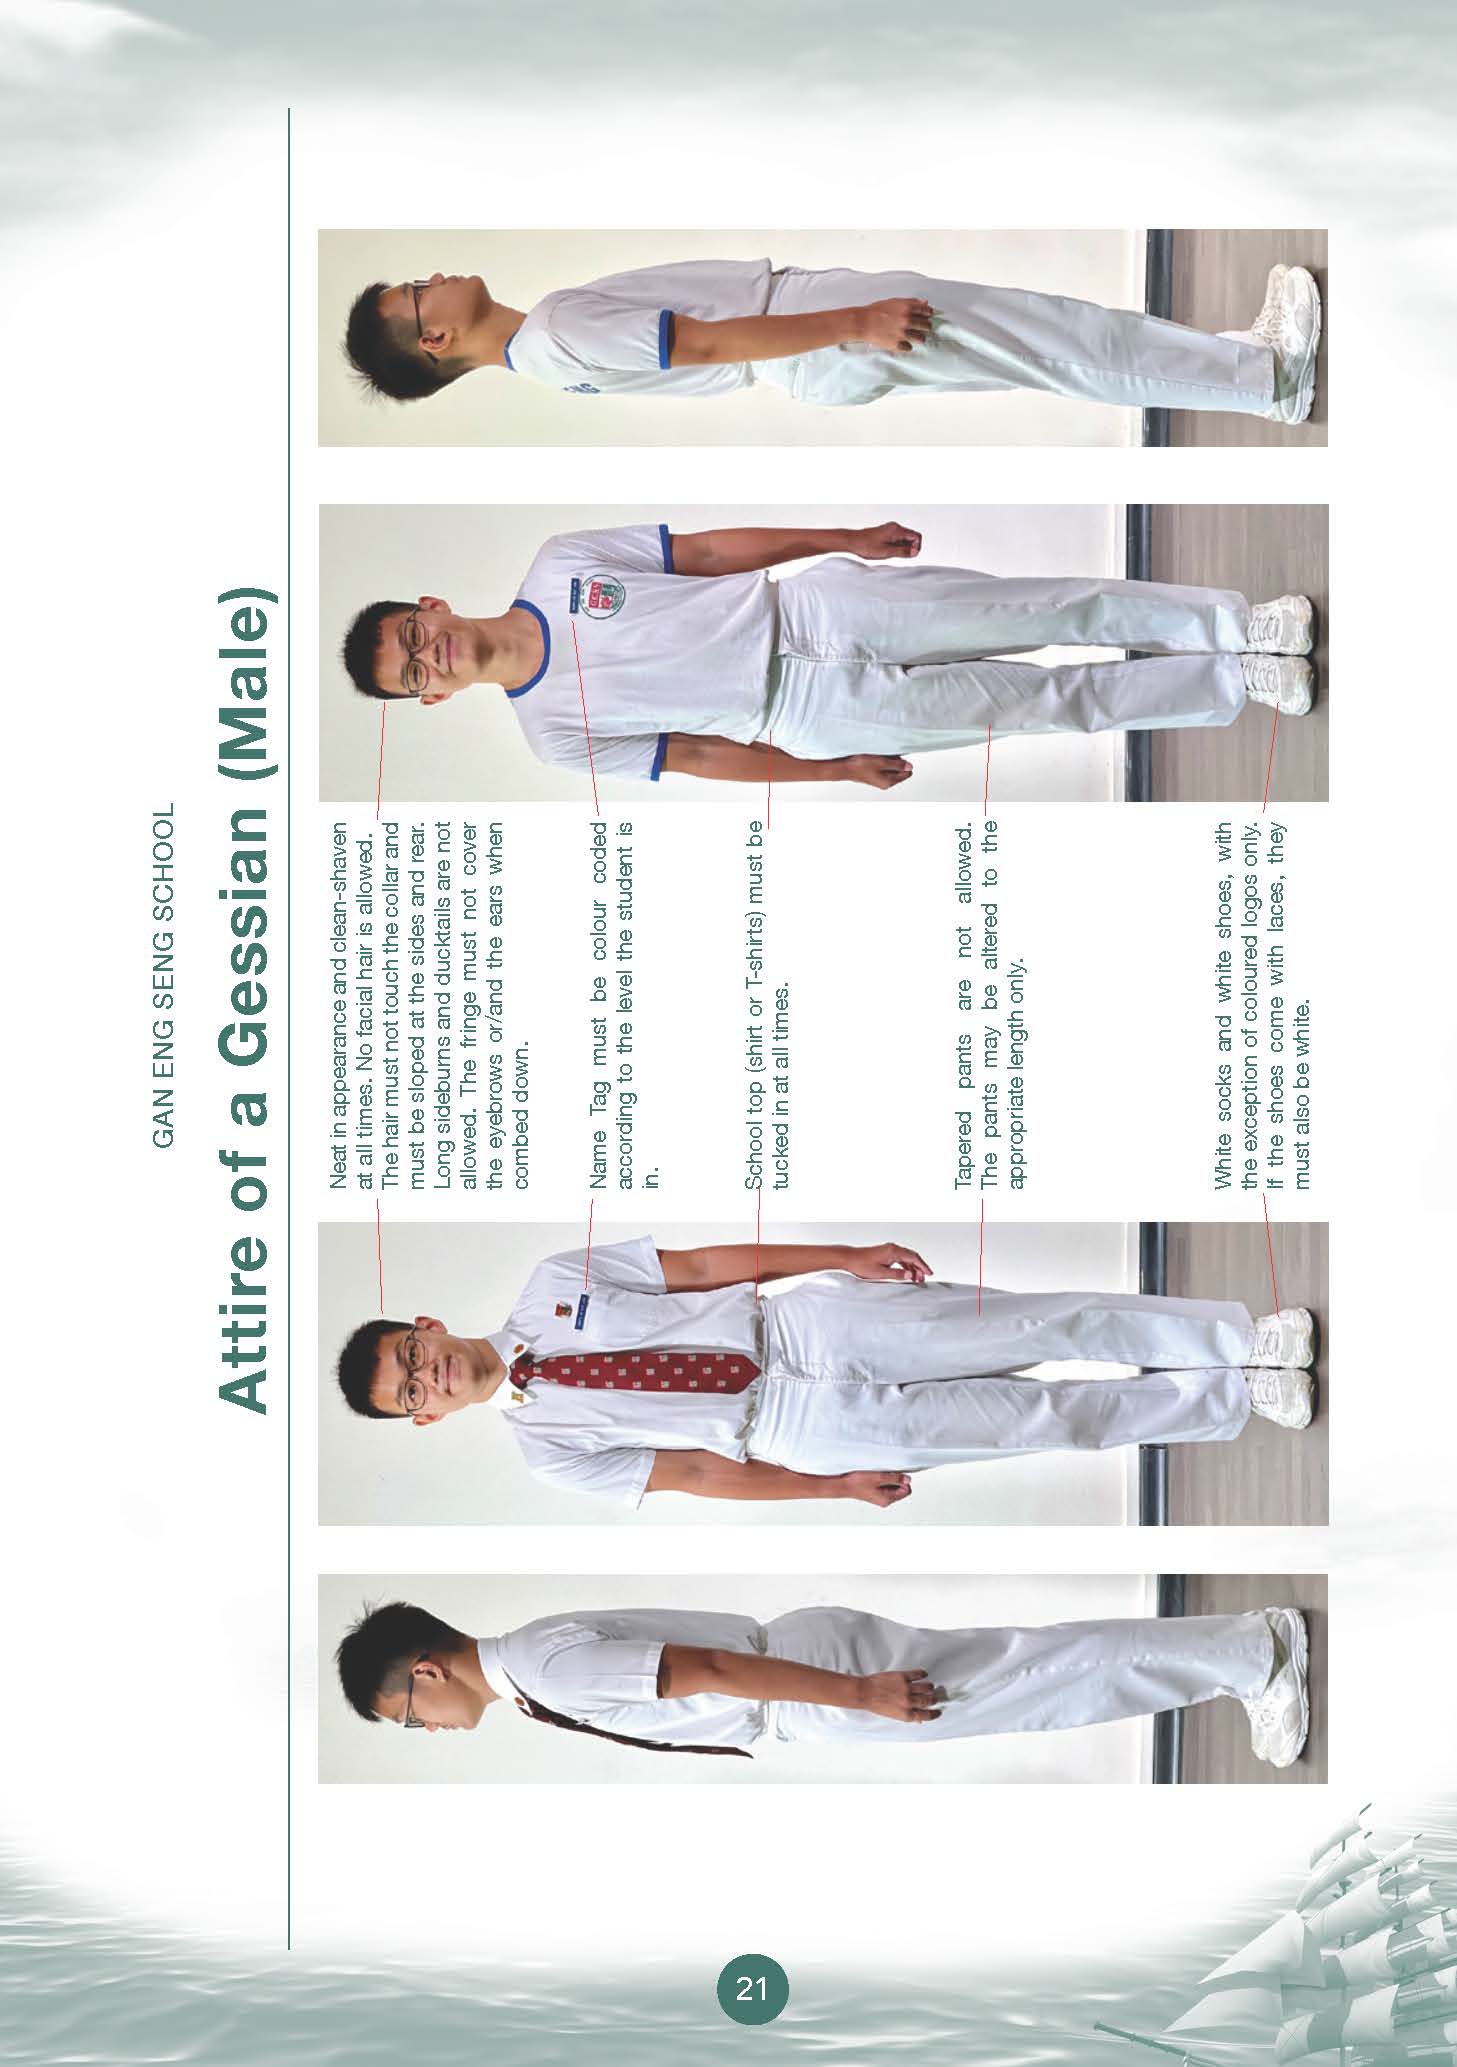 GAN ENG SENG SCHOOL
Attire of a Gessian (Male)
Neat in appearance and clean-shaven
at all times. No facial hair is allowed.
The hair must not touch the collar and
must be sloped at the sides and rear.
Long sideburns and ducktails are not
allowed. The fringe must not cover
the eyebrows or/and the ears when
combed down.
Name Tag must be colour coded
according to the level the student is
in.
School top (shirt or T-shirts) must be
tucked in at all times.
Tapered pants are not allowed.
The pants may be altered to the
appropriate length only.
White socks and white shoes, with
the exception of coloured logos only.
If the shoes come with laces, they
must also be white.
ENG
21